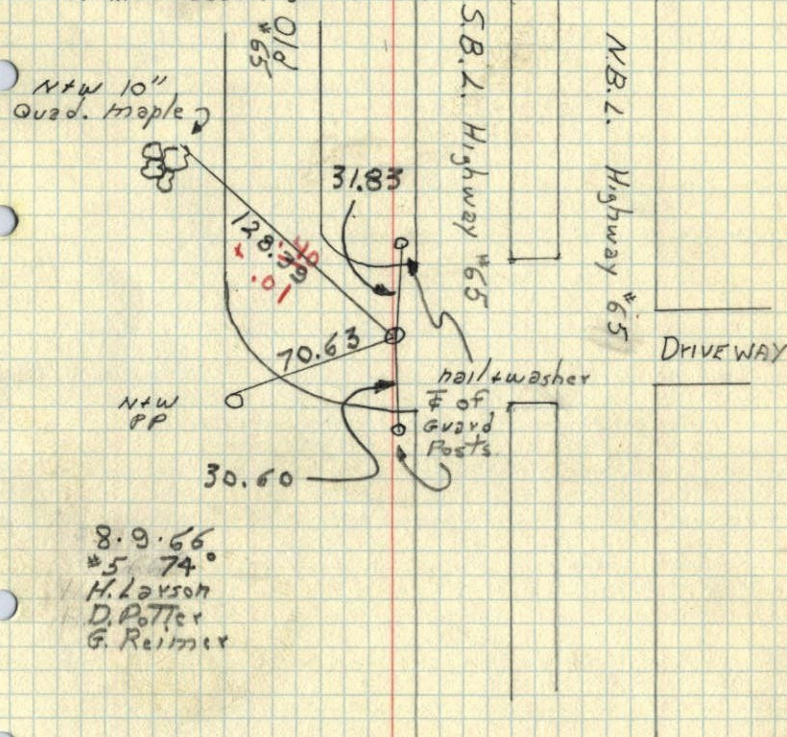 Old
#65
S.B.L. Highway #65
N.B.L. Highway #65
N+W 10"
Quad. Maple
31.83
128.39
.40
+ .01
70.63
DRIVEWAY
nail+washer
℄ of
Guard
Posts
N+W
PP
30.60
8.9.66
#5 74°
H. Larson
D. Potter
G. Reimer